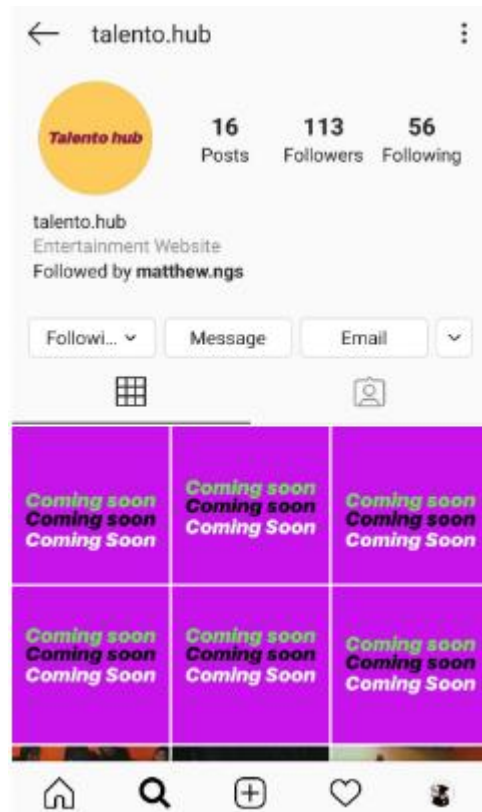 talento.hub
Talento hub
16 113 56
Posts Followers Following
talento.hub
Entertainment Website
Followed by matthew.ngs
Followi... Message Email
Coming soon Coming soon Coming soon
Coming soon Coming soon Coming soon
Coming Soon Coming Soon Coming Soon
Coming soon Coming soon Coming soon
Coming soon Coming soon Coming soon
Coming Soon Coming Soon Coming Soon